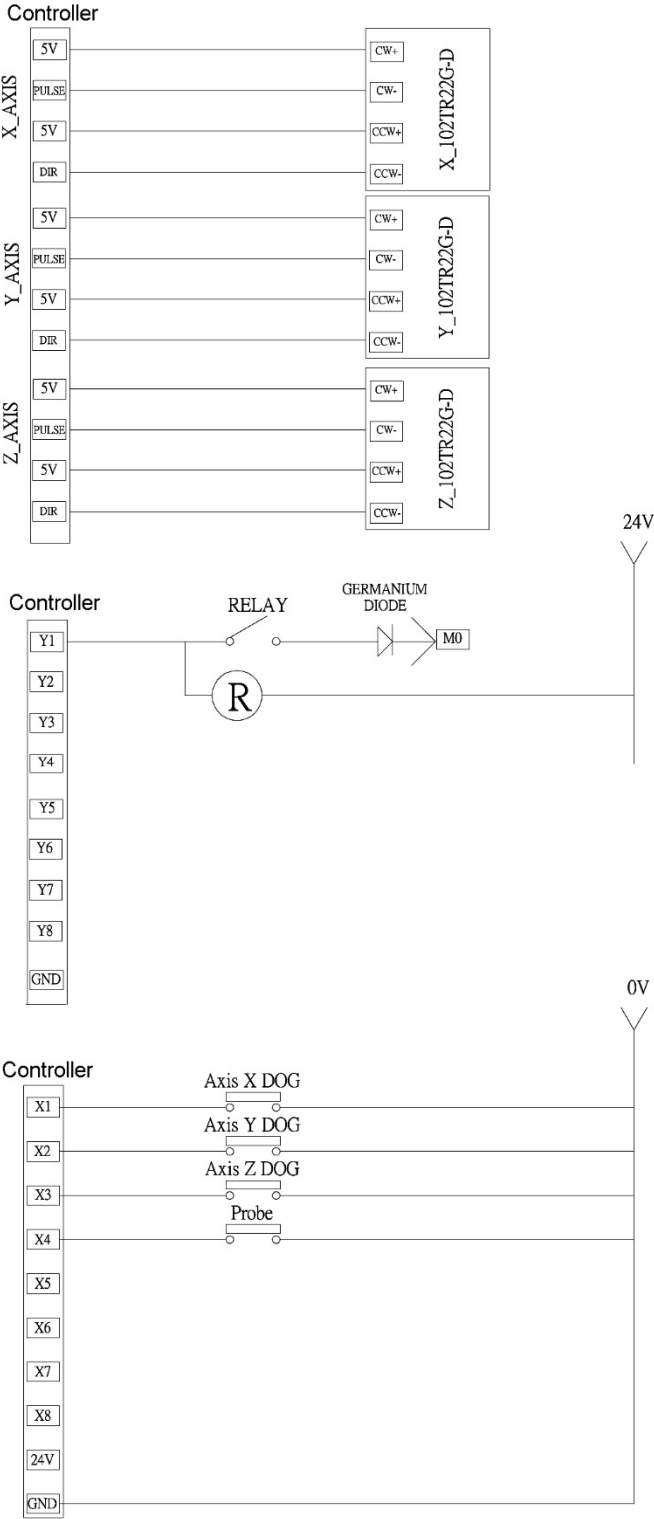 Controller
X_AXIS
5V
CW+
PULSE
CW-
5V
CCW+
DIR
CCW-
X_102TR22G-D
Y_AXIS
5V
CW+
PULSE
CW-
5V
CCW+
DIR
CCW-
Y_102TR22G-D
Z_AXIS
5V
CW+
PULSE
CW-
5V
CCW+
DIR
CCW-
Z_102TR22G-D
24V
Controller
RELAY
GERMANIUM
DIODE
Y1
M0
R
Y2
Y3
Y4
Y5
Y6
Y7
Y8
GND
0V
Controller
Axis X DOG
X1
Axis Y DOG
X2
Axis Z DOG
X3
Probe
X4
X5
X6
X7
X8
24V
GND